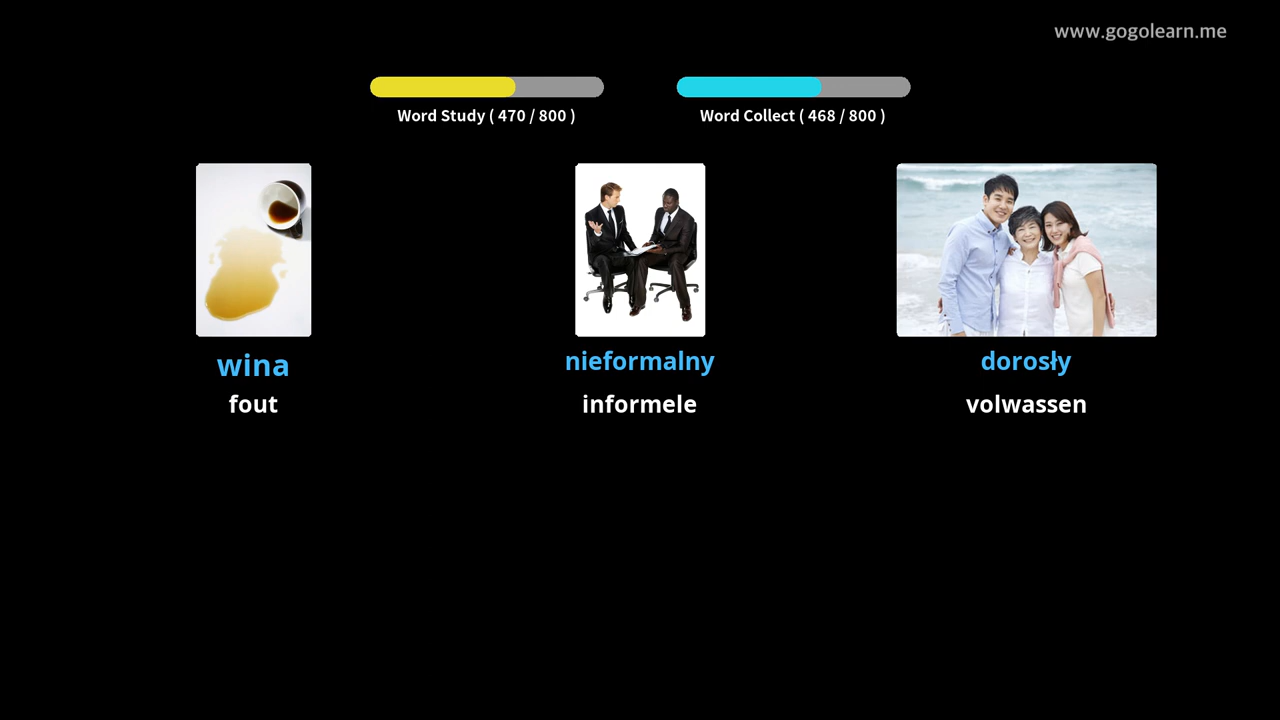 www.gogolearn.me
Word Study ( 470 / 800 )
Word Collect ( 468 / 800 )
wina
fout
nieformalny
informele
dorosły
volwassen